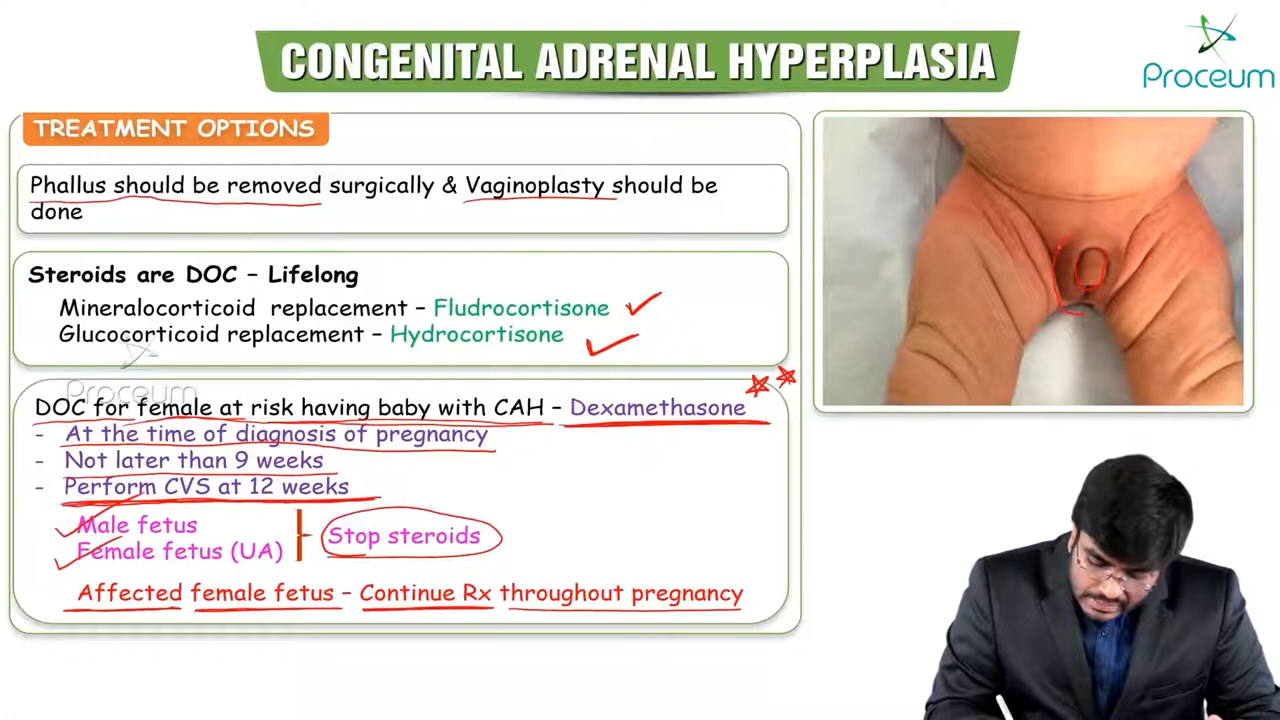 CONGENITAL ADRENAL HYPERPLASIA
Proceum
TREATMENT OPTIONS
Phallus should be removed surgically & Vaginoplasty should be
done
Steroids are DOC – Lifelong
Mineralocorticoid replacement – Fludrocortisone
Glucocorticoid replacement – Hydrocortisone
Proceum
DOC for female at risk having baby with CAH – Dexamethasone
- At the time of diagnosis of pregnancy
- Not later than 9 weeks
- Perform CVS at 12 weeks
Male fetus
Female fetus (UA)
Stop steroids
Affected female fetus – Continue Rx throughout pregnancy